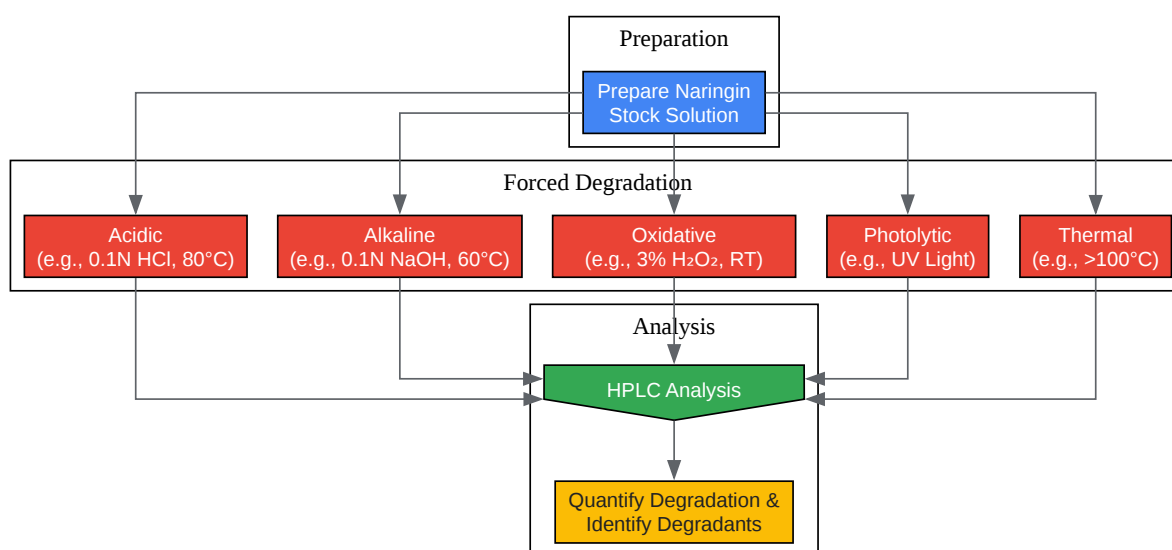 Preparation
Prepare Naringin
Stock Solution
Forced Degradation
Acidic
(e.g., 0.1N HCl, 80°C)
Alkaline
(e.g., 0.1N NaOH, 60°C)
Oxidative
(e.g., 3% H₂O₂, RT)
Photolytic
(e.g., UV Light)
Thermal
(e.g., >100°C)
Analysis
HPLC Analysis
Quantify Degradation &
Identify Degradants